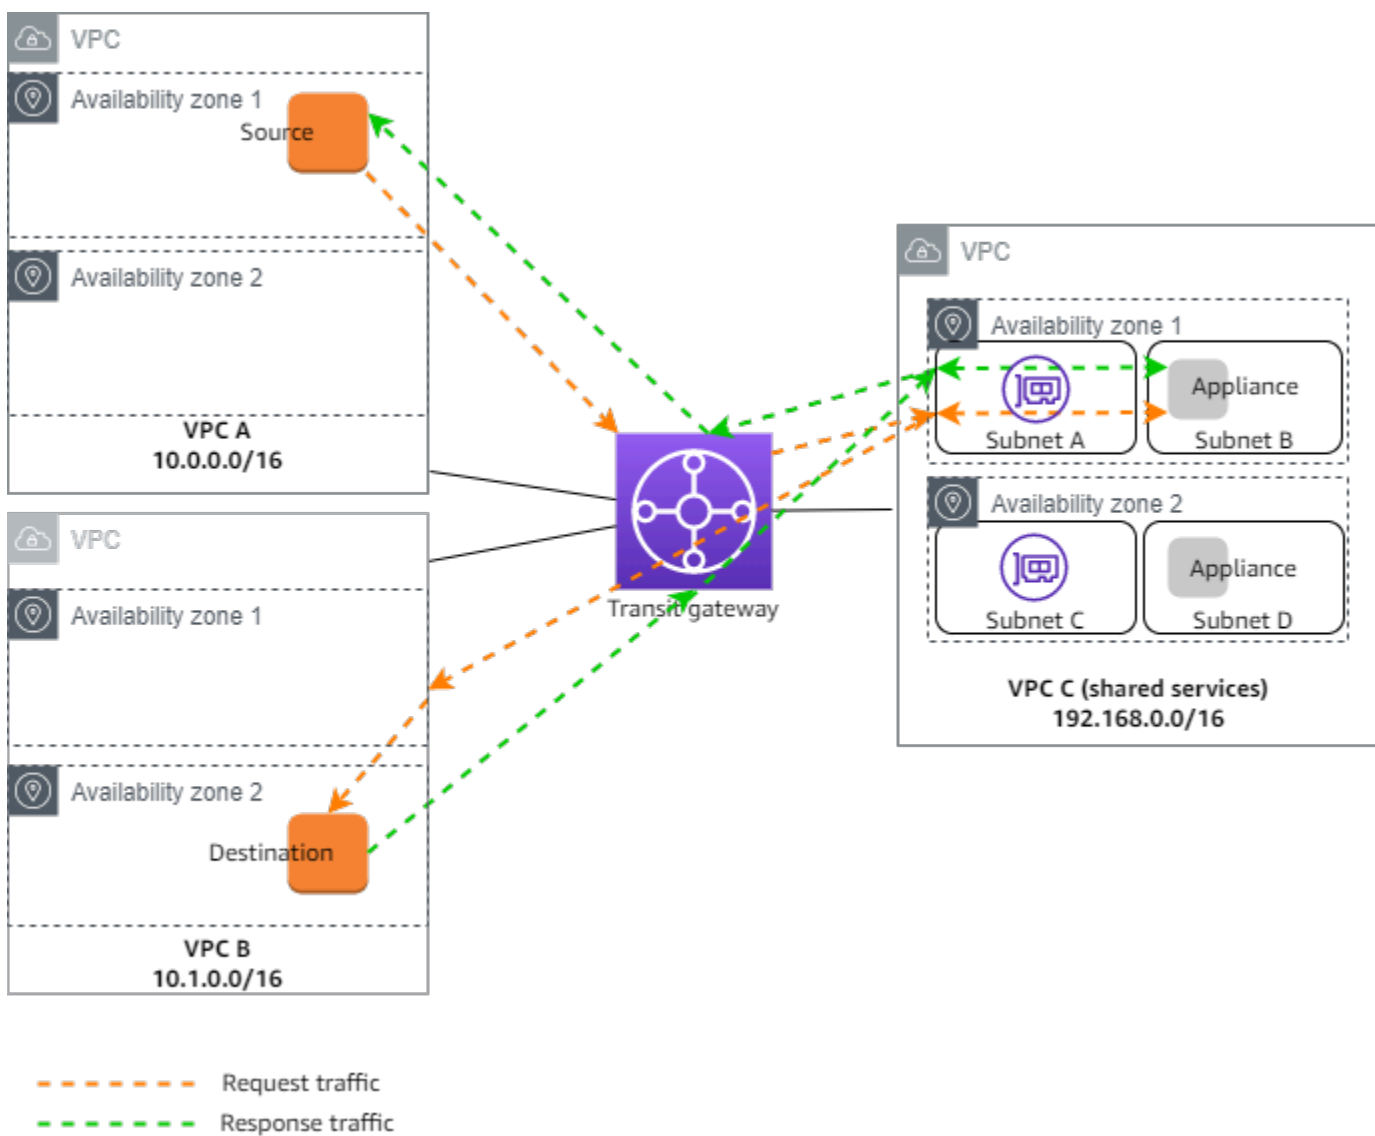 VPC
Availability zone 1
Source
Availability zone 2
VPC A
10.0.0.0/16
VPC
Availability zone 1
Availability zone 2
Destination
VPC B
10.1.0.0/16
Transit gateway
VPC
Availability zone 1
Appliance
Subnet A
Subnet B
Availability zone 2
Appliance
Subnet C
Subnet D
VPC C (shared services)
192.168.0.0/16
Request traffic
Response traffic